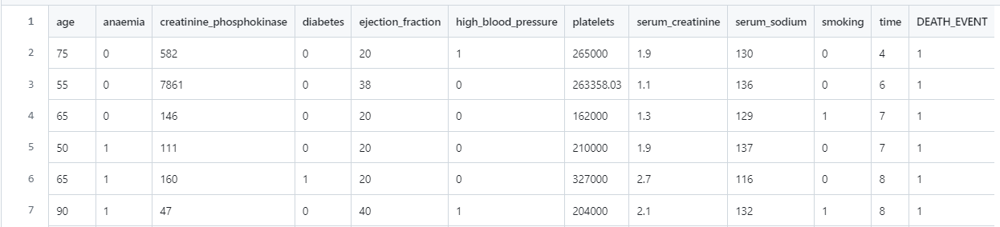 1 age anaemia creatinine_phosphokinase diabetes ejection_fraction high_blood_pressure platelets serum_creatinine serum_sodium smoking time DEATH_EVENT
2 75 0 582 0 20 1 265000 1.9 130 0 4 1
3 55 0 7861 0 38 0 263358.03 1.1 136 0 6 1
4 65 0 146 0 20 0 162000 1.3 129 1 7 1
5 50 1 111 0 20 0 210000 1.9 137 0 7 1
6 65 1 160 1 20 0 327000 2.7 116 0 8 1
7 90 1 47 0 40 1 204000 2.1 132 1 8 1